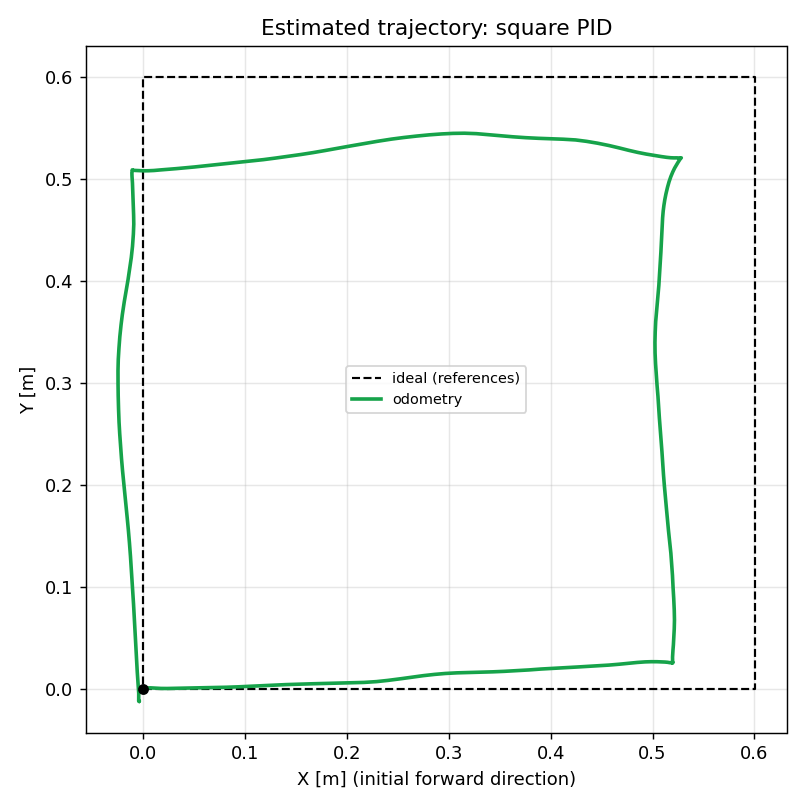 Estimated trajectory: square PID
0.6
0.5
0.4
0.3
0.2
0.1
0.0
Y [m]
ideal (references)
odometry
0.0 0.1 0.2 0.3 0.4 0.5 0.6
X [m] (initial forward direction)